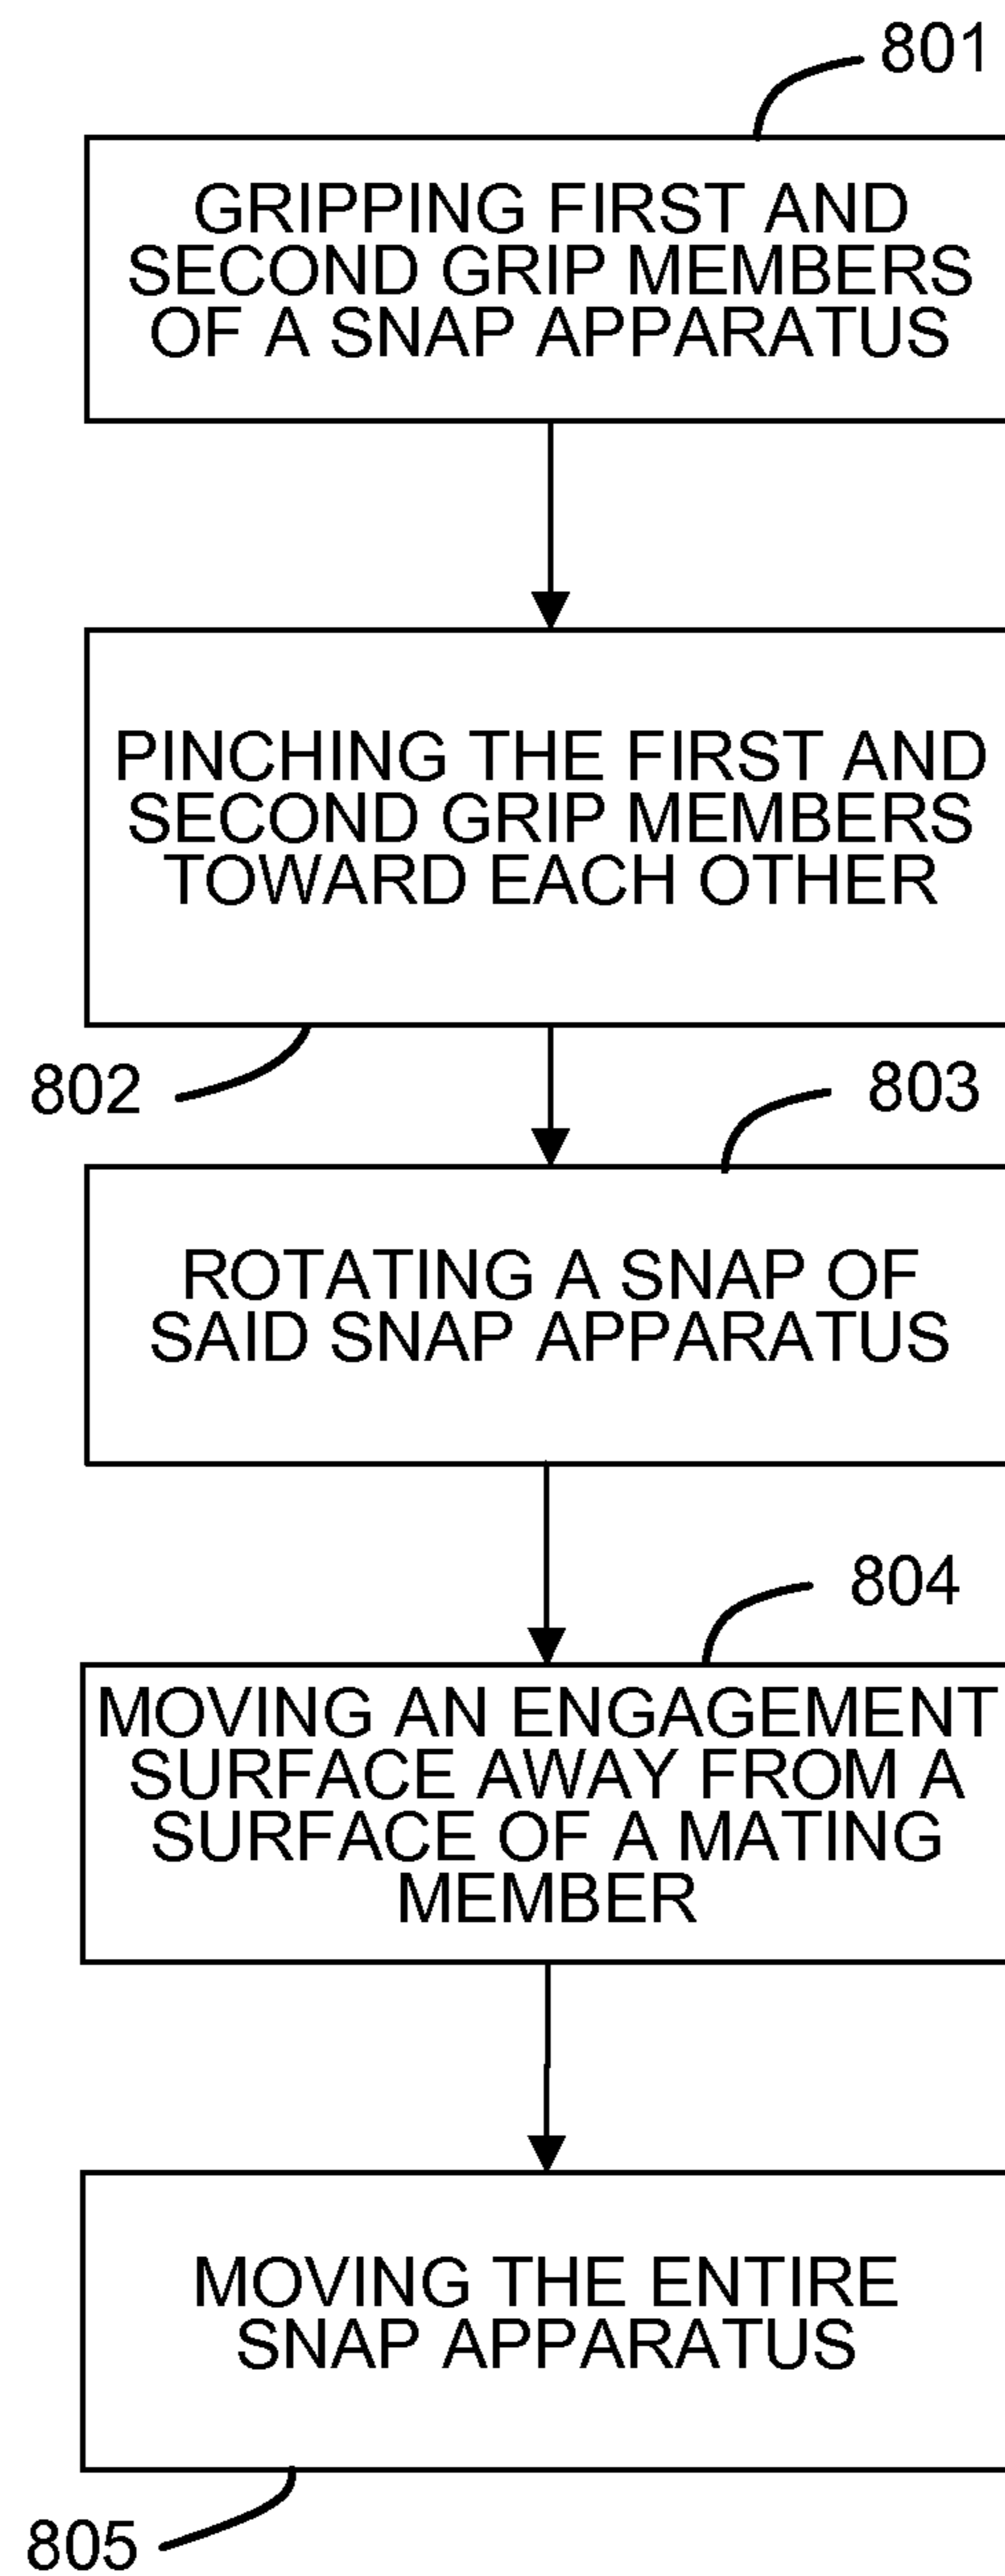 801
GRIPPING FIRST AND
SECOND GRIP MEMBERS
OF A SNAP APPARATUS
PINCHING THE FIRST AND
SECOND GRIP MEMBERS
TOWARD EACH OTHER
802
803
ROTATING A SNAP OF
SAID SNAP APPARATUS
804
MOVING AN ENGAGEMENT
SURFACE AWAY FROM A
SURFACE OF A MATING
MEMBER
MOVING THE ENTIRE
SNAP APPARATUS
805